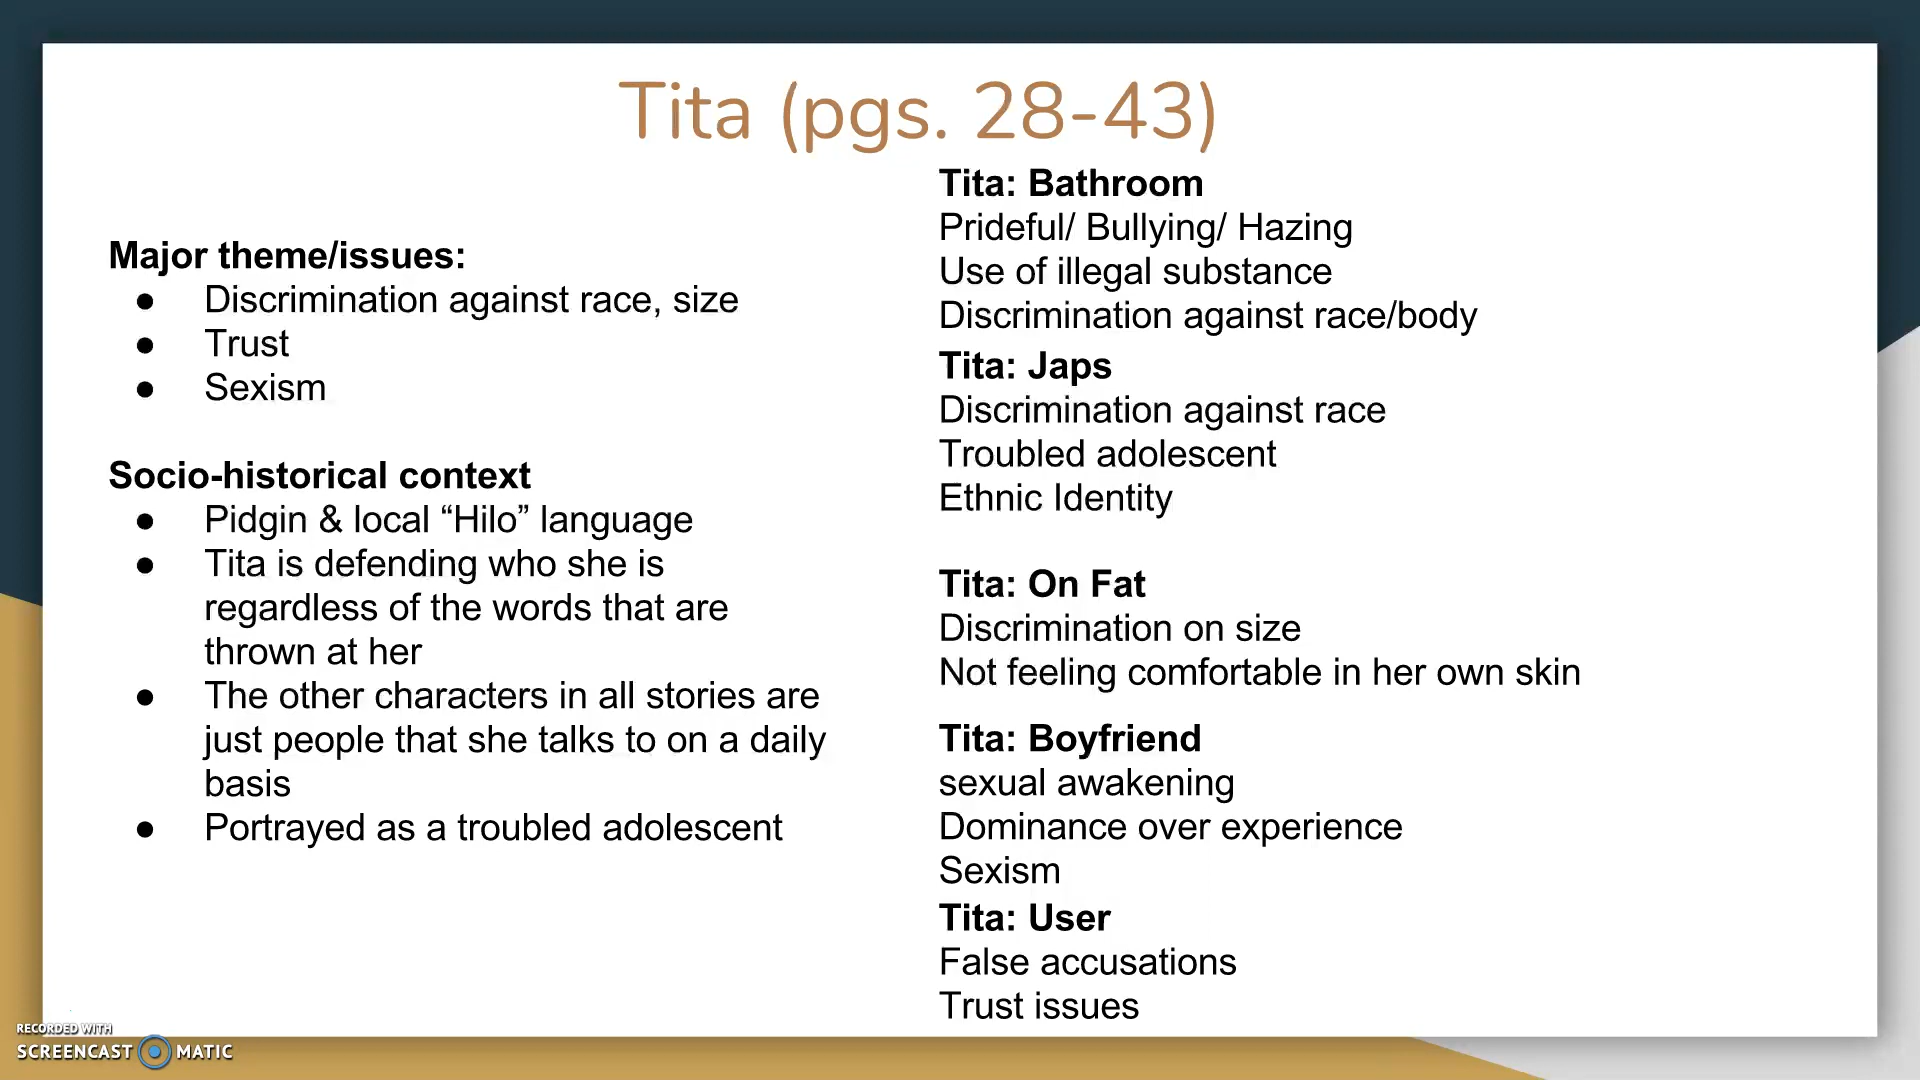 Tita (pgs. 28-43)
Major theme/issues:
● Discrimination against race, size
● Trust
● Sexism
Socio-historical context
● Pidgin & local “Hilo” language
● Tita is defending who she is
regardless of the words that are
thrown at her
● The other characters in all stories are
just people that she talks to on a daily
basis
● Portrayed as a troubled adolescent
Tita: Bathroom
Prideful/ Bullying/ Hazing
Use of illegal substance
Discrimination against race/body
Tita: Japs
Discrimination against race
Troubled adolescent
Ethnic Identity
Tita: On Fat
Discrimination on size
Not feeling comfortable in her own skin
Tita: Boyfriend
sexual awakening
Dominance over experience
Sexism
Tita: User
False accusations
Trust issues
RECORDED WITH
SCREENCAST MATIC